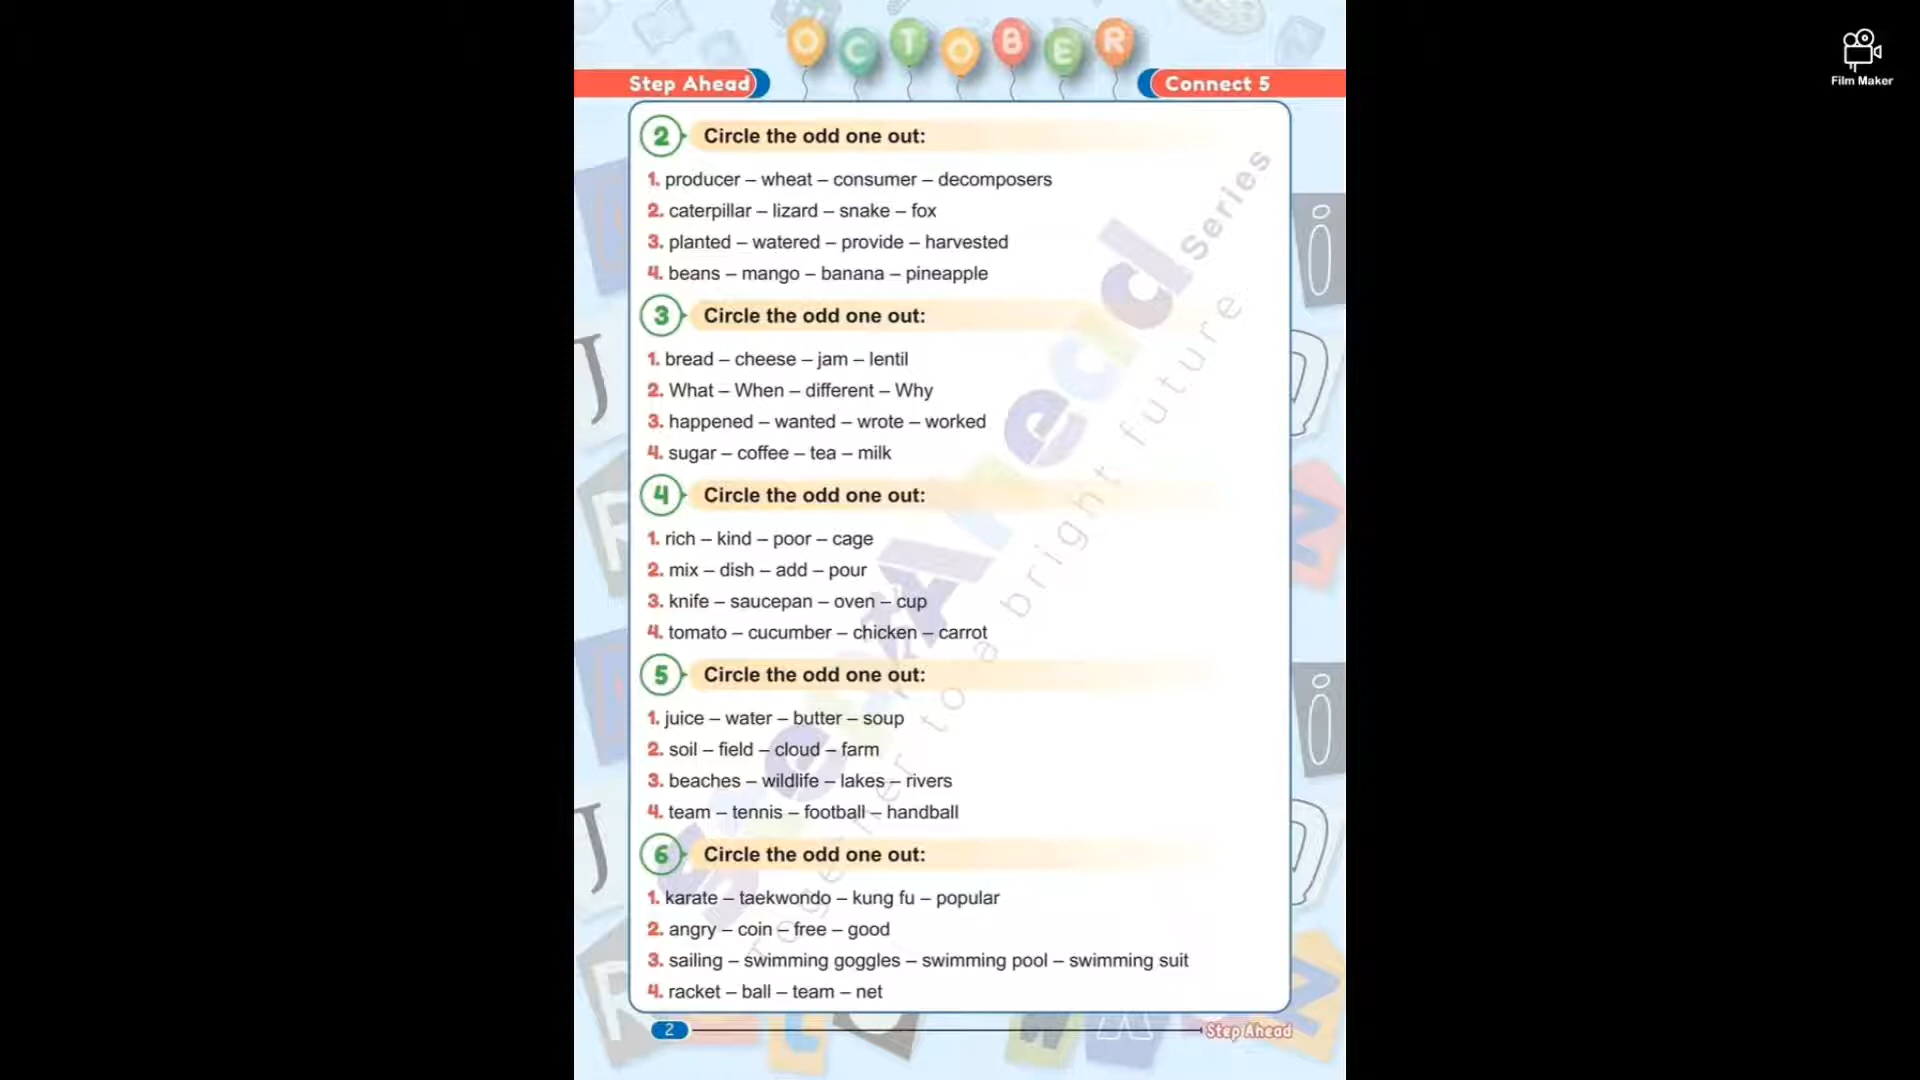 OCTOBER
Film Maker
Step Ahead
Connect 5
2 Circle the odd one out:
1. producer – wheat – consumer – decomposers
2. caterpillar – lizard – snake – fox
3. planted – watered – provide – harvested
4. beans – mango – banana – pineapple
3 Circle the odd one out:
1. bread – cheese – jam – lentil
2. What – When – different – Why
3. happened – wanted – wrote – worked
4. sugar – coffee – tea – milk
4 Circle the odd one out:
1. rich – kind – poor – cage
2. mix – dish – add – pour
3. knife – saucepan – oven – cup
4. tomato – cucumber – chicken – carrot
5 Circle the odd one out:
1. juice – water – butter – soup
2. soil – field – cloud – farm
3. beaches – wildlife – lakes – rivers
4. team – tennis – football – handball
6 Circle the odd one out:
1. karate – taekwondo – kung fu – popular
2. angry – coin – free – good
3. sailing – swimming goggles – swimming pool – swimming suit
4. racket – ball – team – net
2
Step Ahead
Step Ahead Series
Together to a bright future